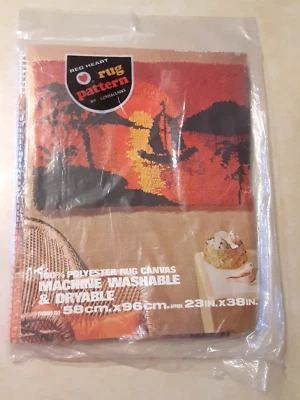 RED HEART
rug
pattern
100% POLYESTER RUG CANVAS
MACHINE WASHABLE
& DRYABLE
58cm.x96cm. 23IN.x38IN.